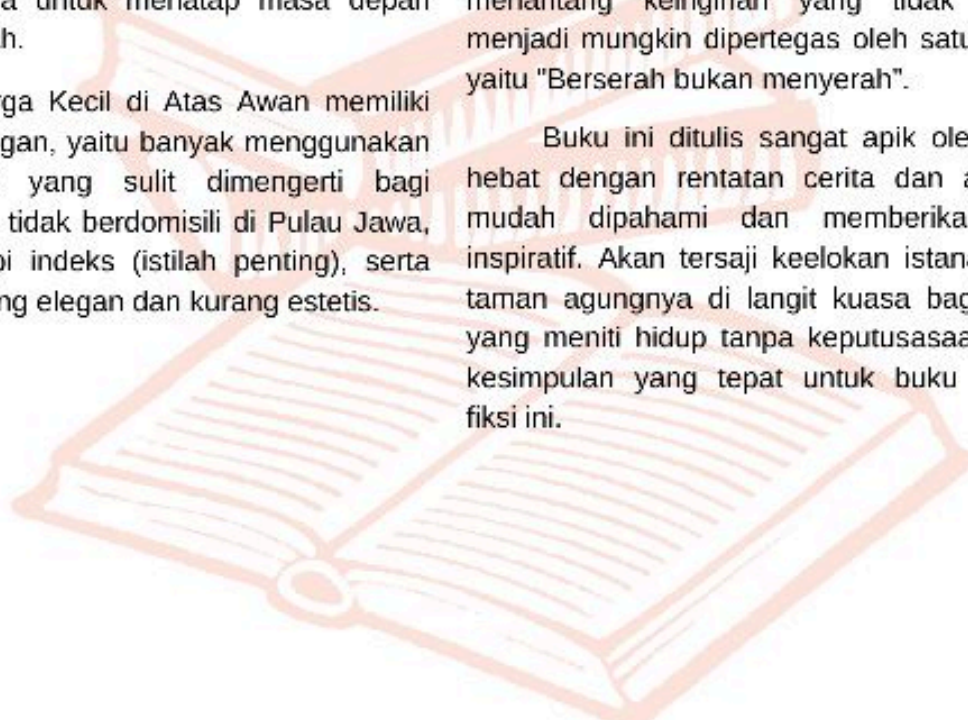 untuk menatap masa depan
h.
rga Kecil di Atas Awan memiliki
gan, yaitu banyak menggunakan
yang sulit dimengerti bagi
tidak berdomisili di Pulau Jawa,
pi indeks (istilah penting), serta
ng elegan dan kurang estetis.
menantang keinginan yang tidak
menjadi mungkin dipertegas oleh satu
yaitu "Berserah bukan menyerah".
Buku ini ditulis sangat apik ole
hebat dengan rentatan cerita dan a
mudah dipahami dan memberika
inspiratif. Akan tersaji keelokan istana
taman agungnya di langit kuasa bag
yang meniti hidup tanpa keputusasaa
kesimpulan yang tepat untuk buku
fiksi ini.